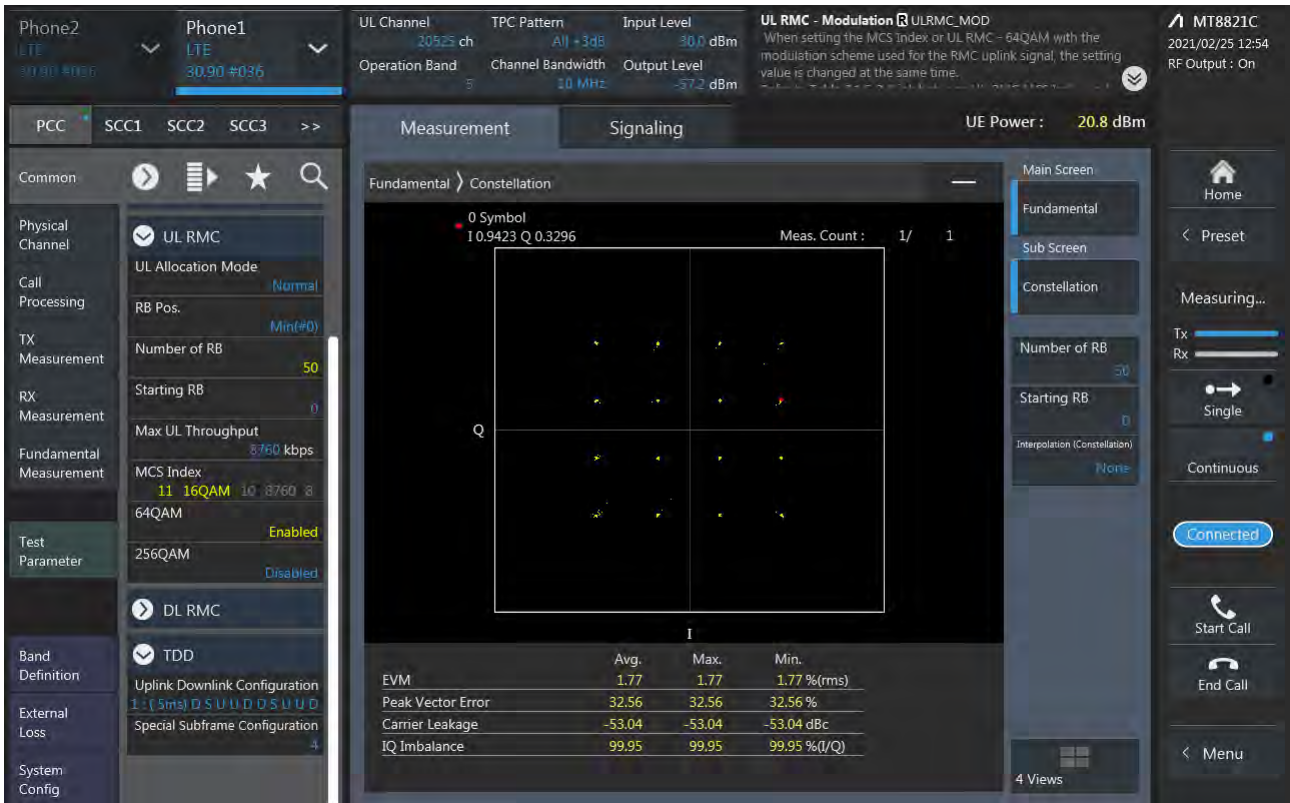 Phone2
LTE
30.90 #036
Phone1
LTE
30.90 #036
UL Channel
20525 ch
TPC Pattern
All +3dB
Input Level
30.0 dBm
Operation Band
5
Channel Bandwidth
10 MHz
Output Level
-57.2 dBm
UL RMC - Modulation R ULRMC_MOD
When setting the MCS Index or UL RMC – 64QAM with the
modulation scheme used for the RMC uplink signal, the setting
value is changed at the same time.
MT8821C
2021/02/25 12:54
RF Output : On
PCC SCC1 SCC2 SCC3 >>
Measurement
Signaling
UE Power : 20.8 dBm
Common
Physical
Channel
Call
Processing
TX
Measurement
RX
Measurement
Fundamental
Measurement
Test
Parameter
Band
Definition
External
Loss
System
Config
UL RMC
UL Allocation Mode
Normal
RB Pos.
Min(#0)
Number of RB
50
Starting RB
0
Max UL Throughput
8760 kbps
MCS Index
11 16QAM 10 8760 8
64QAM
Enabled
256QAM
Disabled
DL RMC
TDD
Uplink Downlink Configuration
1 : ( 5ms) D S U U D D S U U D
Special Subframe Configuration
4
Fundamental > Constellation
0 Symbol
I 0.9423 Q 0.3296
Meas. Count : 1/ 1
Q
I
Avg. Max. Min.
EVM 1.77 1.77 1.77 %(rms)
Peak Vector Error 32.56 32.56 32.56 %
Carrier Leakage -53.04 -53.04 -53.04 dBc
IQ Imbalance 99.95 99.95 99.95 %(I/Q)
Main Screen
Fundamental
Sub Screen
Constellation
Number of RB
50
Starting RB
0
Interpolation (Constellation)
None
4 Views
Home
< Preset
Measuring...
Tx
Rx
Single
Continuous
Connected
Start Call
End Call
< Menu